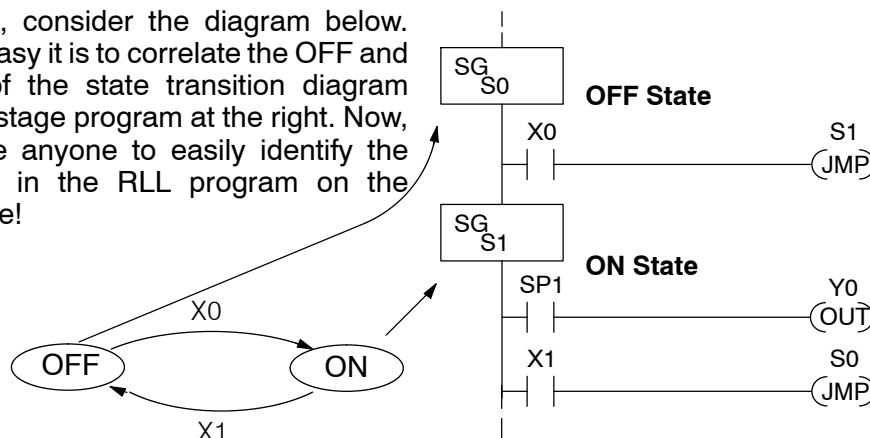 , consider the diagram below.
asy it is to correlate the OFF and
of the state transition diagram
stage program at the right. Now,
e anyone to easily identify the
in the RLL program on the
e!
SG
S0
OFF State
X0
S1
JMP
SG
S1
ON State
SP1
Y0
OUT
X1
S0
JMP
X0
OFF
ON
X1